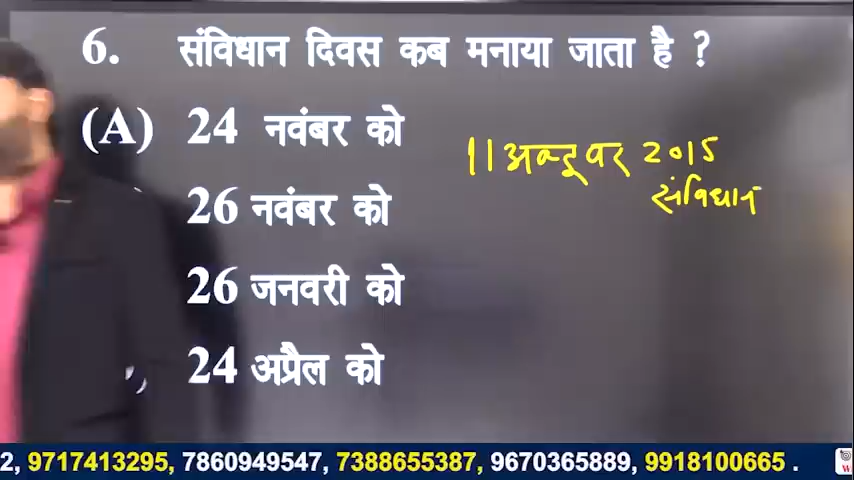 6. संविधान दिवस कब मनाया जाता है ?
(A) 24 नवंबर को
11 अक्टूबर 2015
संविधान
26 नवंबर को
26 जनवरी को
24 अप्रैल को
2, 9717413295, 7860949547, 7388655387, 9670365889, 9918100665 .